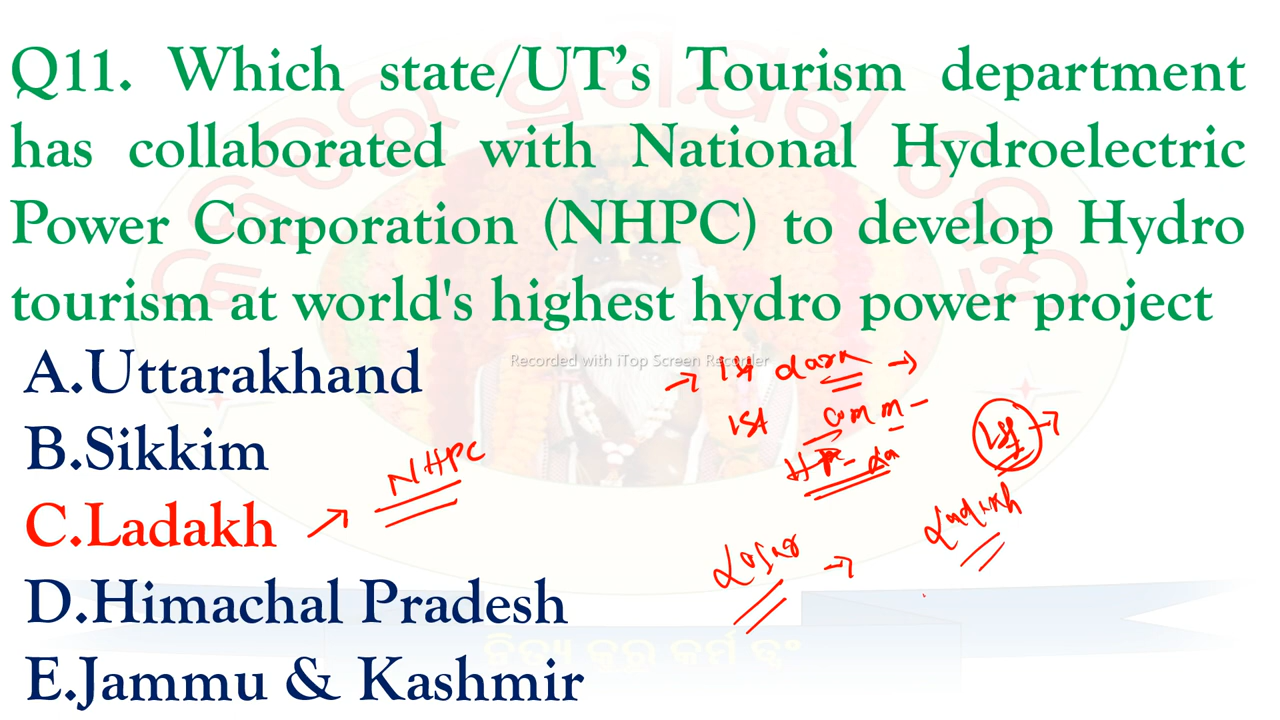 Q11. Which state/UT's Tourism department
has collaborated with National Hydroelectric
Power Corporation (NHPC) to develop Hydro
tourism at world's highest hydro power project
Recorded with iTop Screen Recorder
A.Uttarakhand
B.Sikkim
C.Ladakh
NHPC
D.Himachal Pradesh
E.Jammu & Kashmir
Ladakh
Losar